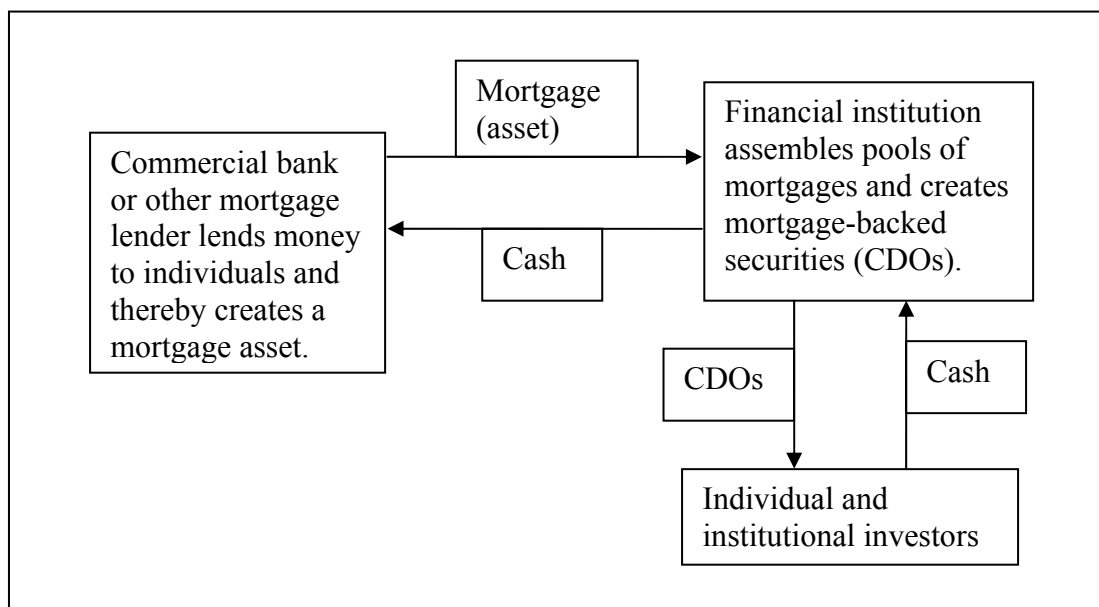 Commercial bank
or other mortgage
lender lends money
to individuals and
thereby creates a
mortgage asset.
Mortgage
(asset)
Cash
Financial institution
assembles pools of
mortgages and creates
mortgage-backed
securities (CDOs).
CDOs
Cash
Individual and
institutional investors